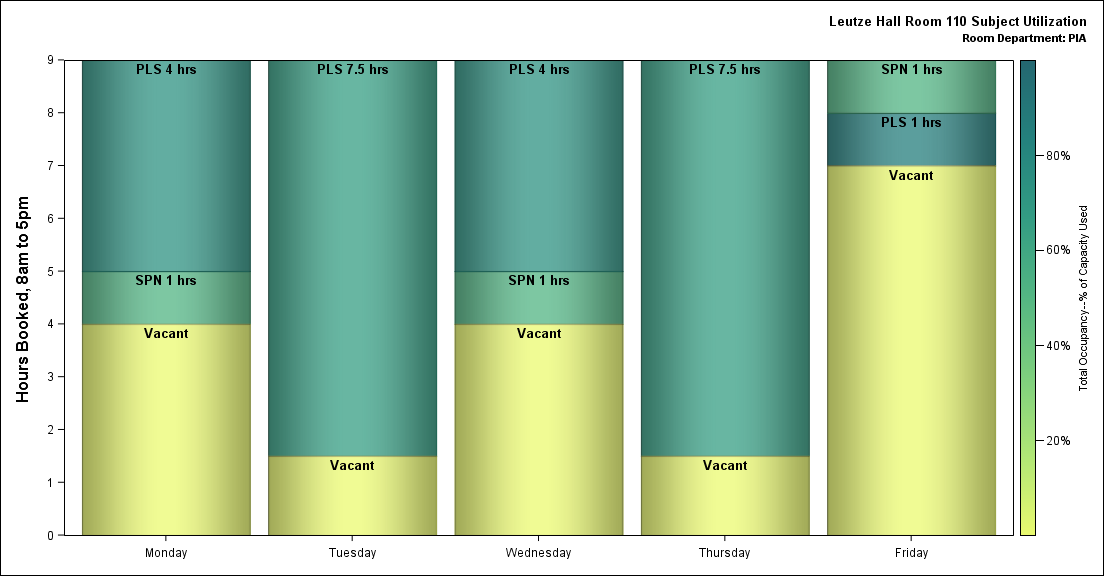 Leutze Hall Room 110 Subject Utilization
Room Department: PIA
Hours Booked, 8am to 5pm
9
8
7
6
5
4
3
2
1
0
PLS 4 hrs
SPN 1 hrs
Vacant
PLS 7.5 hrs
Vacant
PLS 4 hrs
SPN 1 hrs
Vacant
PLS 7.5 hrs
Vacant
SPN 1 hrs
PLS 1 hrs
Vacant
Monday
Tuesday
Wednesday
Thursday
Friday
80%
60%
40%
20%
Total Occupancy--% of Capacity Used